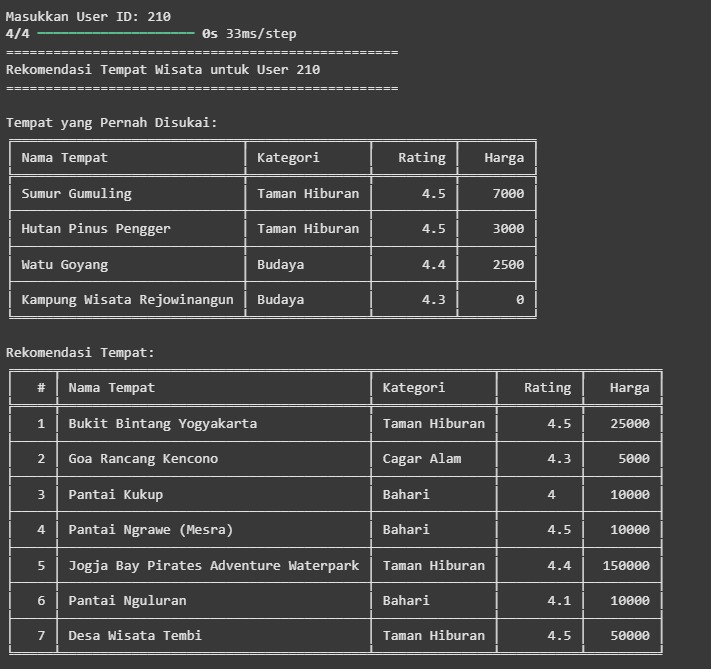 Masukkan User ID: 210
4/4 ━━━━━━━━━━━━━━━━━━━━ 0s 33ms/step
==================================================
Rekomendasi Tempat Wisata untuk User 210
==================================================
Tempat yang Pernah Disukai:
Nama Tempat Kategori Rating Harga
Sumur Gumuling Taman Hiburan 4.5 7000
Hutan Pinus Pengger Taman Hiburan 4.5 3000
Watu Goyang Budaya 4.4 2500
Kampung Wisata Rejowinangun Budaya 4.3 0
Rekomendasi Tempat:
# Nama Tempat Kategori Rating Harga
1 Bukit Bintang Yogyakarta Taman Hiburan 4.5 25000
2 Goa Rancang Kencono Cagar Alam 4.3 5000
3 Pantai Kukup Bahari 4 10000
4 Pantai Ngrawe (Mesra) Bahari 4.5 10000
5 Jogja Bay Pirates Adventure Waterpark Taman Hiburan 4.4 150000
6 Pantai Nguluran Bahari 4.1 10000
7 Desa Wisata Tembi Taman Hiburan 4.5 50000